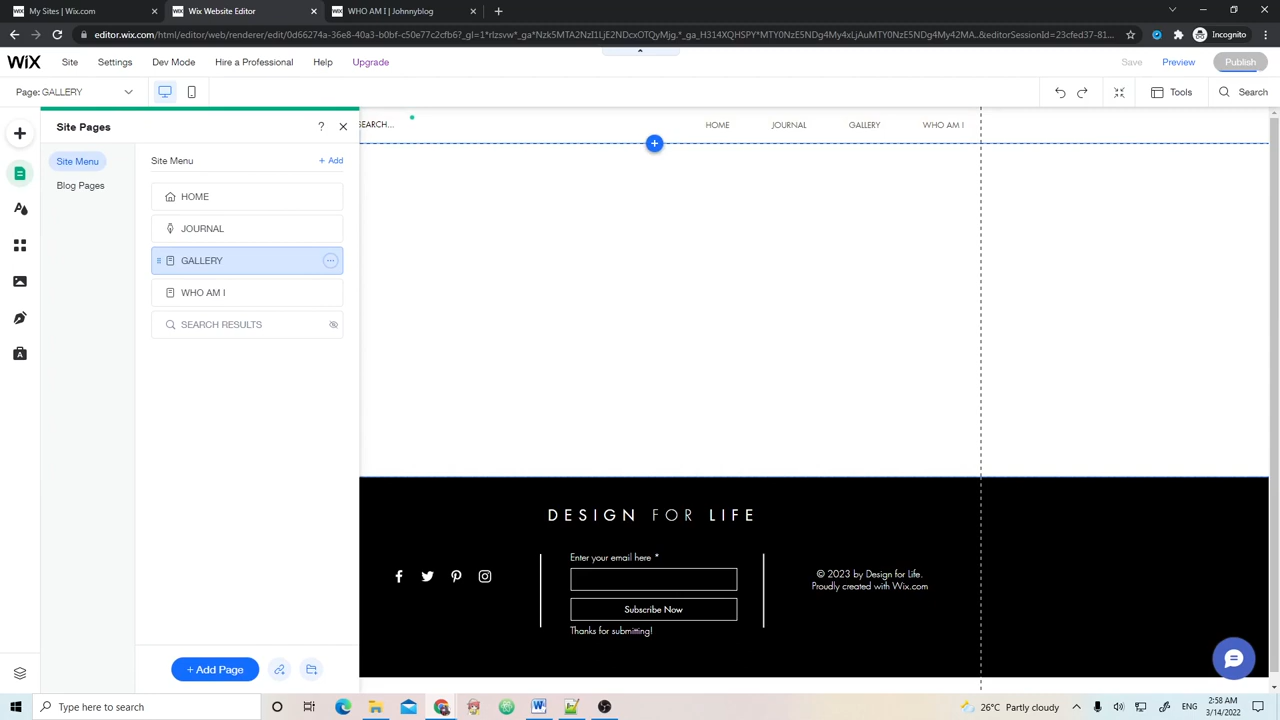 My Sites | Wix.com
Wix Website Editor
WHO AM I | Johnnyblog
editor.wix.com/html/editor/web/renderer/edit/0d66274a-36e8-40a3-b0bf-c50e77c2cfb6?_gl=1*rlzsvw*_ga*Nzk5MTA2NzI1LjE2NDcxOTQyMjg.*_ga_H314XQHSPY*MTY0NzE5NDg4My4xLjAuMTY0NzE5NDg4My42MA..&editorSessionId=23cfed37-81...
Incognito
WiX
Site
Settings
Dev Mode
Hire a Professional
Help
Upgrade
Save
Preview
Publish
Page: GALLERY
Tools
Search
Site Pages
?
SEARCH...
HOME
JOURNAL
GALLERY
WHO AM I
Site Menu
Blog Pages
Site Menu
+ Add
HOME
JOURNAL
GALLERY
WHO AM I
SEARCH RESULTS
DESIGN FOR LIFE
Enter your email here *
Subscribe Now
Thanks for submitting!
© 2023 by Design for Life.
Proudly created with Wix.com
+ Add Page
Type here to search
26°C Partly cloudy
ENG
2:58 AM
3/14/2022